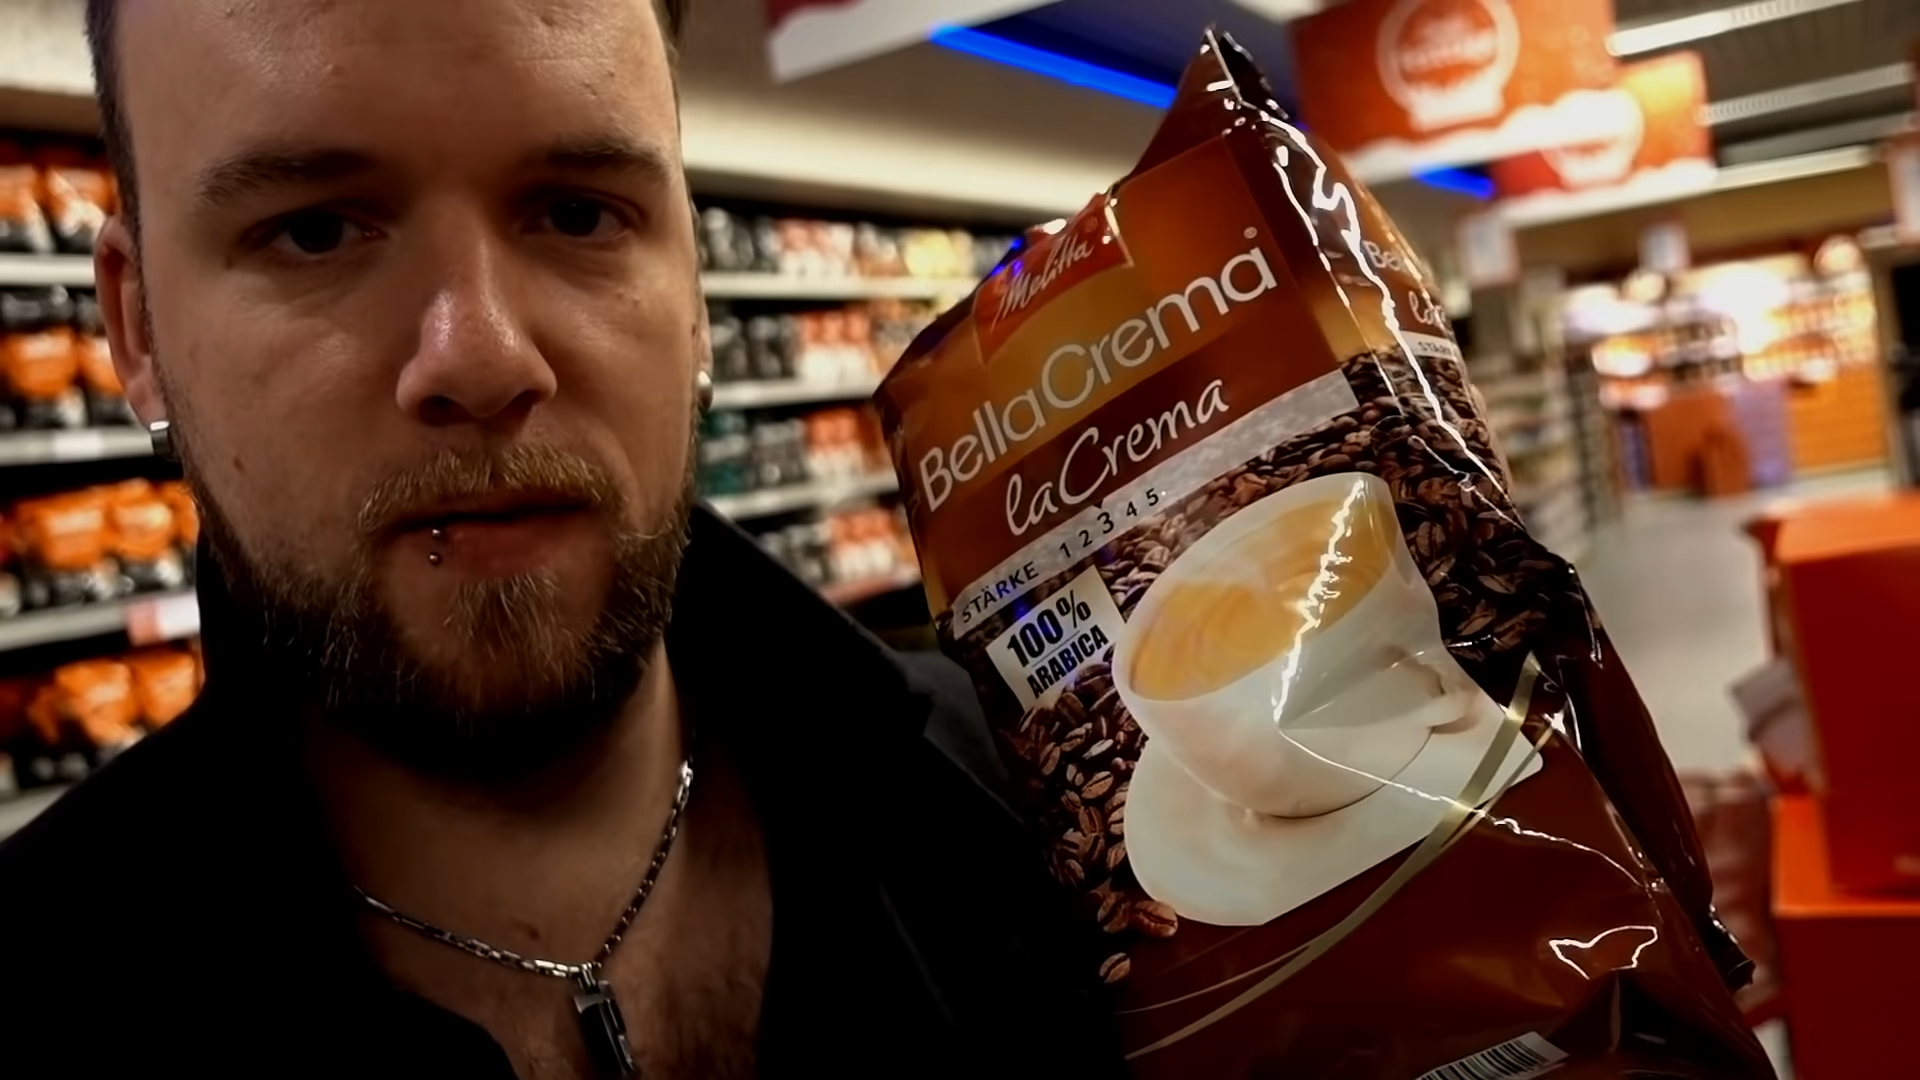 Melitta
BellaCrema®
laCrema
STÄRKE 1 2 3 4 5
100%
ARABICA